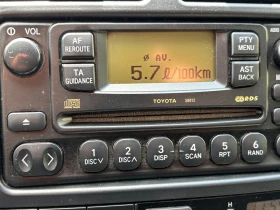 VOL
AF REROUTE
TA GUIDANCE
ø AV.
5.7 ℓ/100km
PTY MENU
AST BACK
TOYOTA
RDS
1 DISC∨
2 DISC∧
3 DISP
4 SCAN
5 RPT
6 RAND